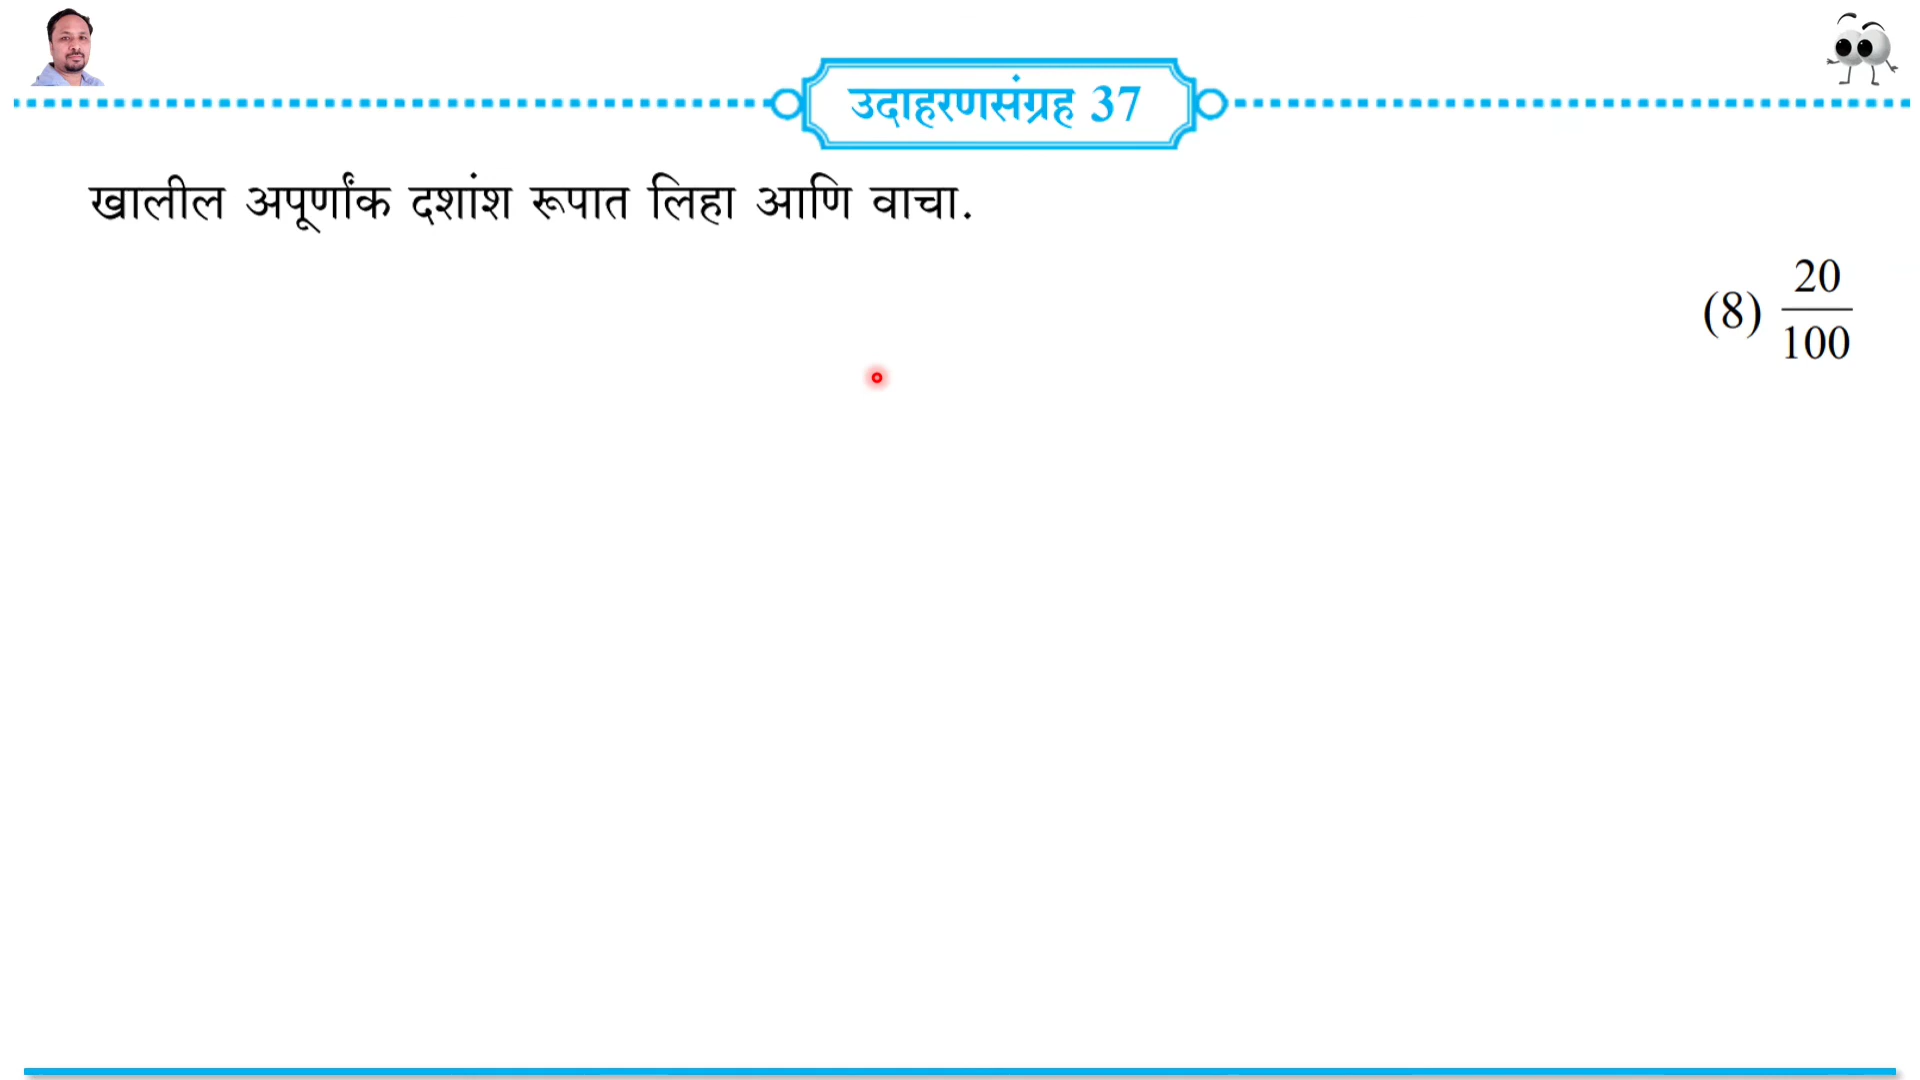 उदाहरणसंग्रह 37
खालील अपूर्णांक दशांश रूपात लिहा आणि वाचा.
(8) 20/100